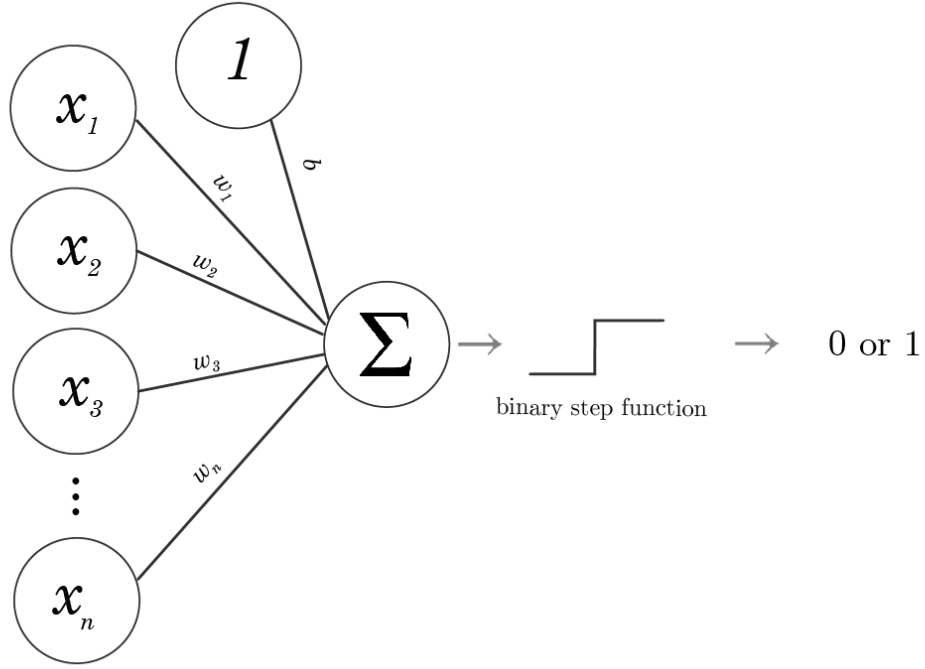 1
x₁
b
w₁
x₂
w₂
Σ
0 or 1
w₃
x₃
binary step function
wₙ
⋮
xₙ